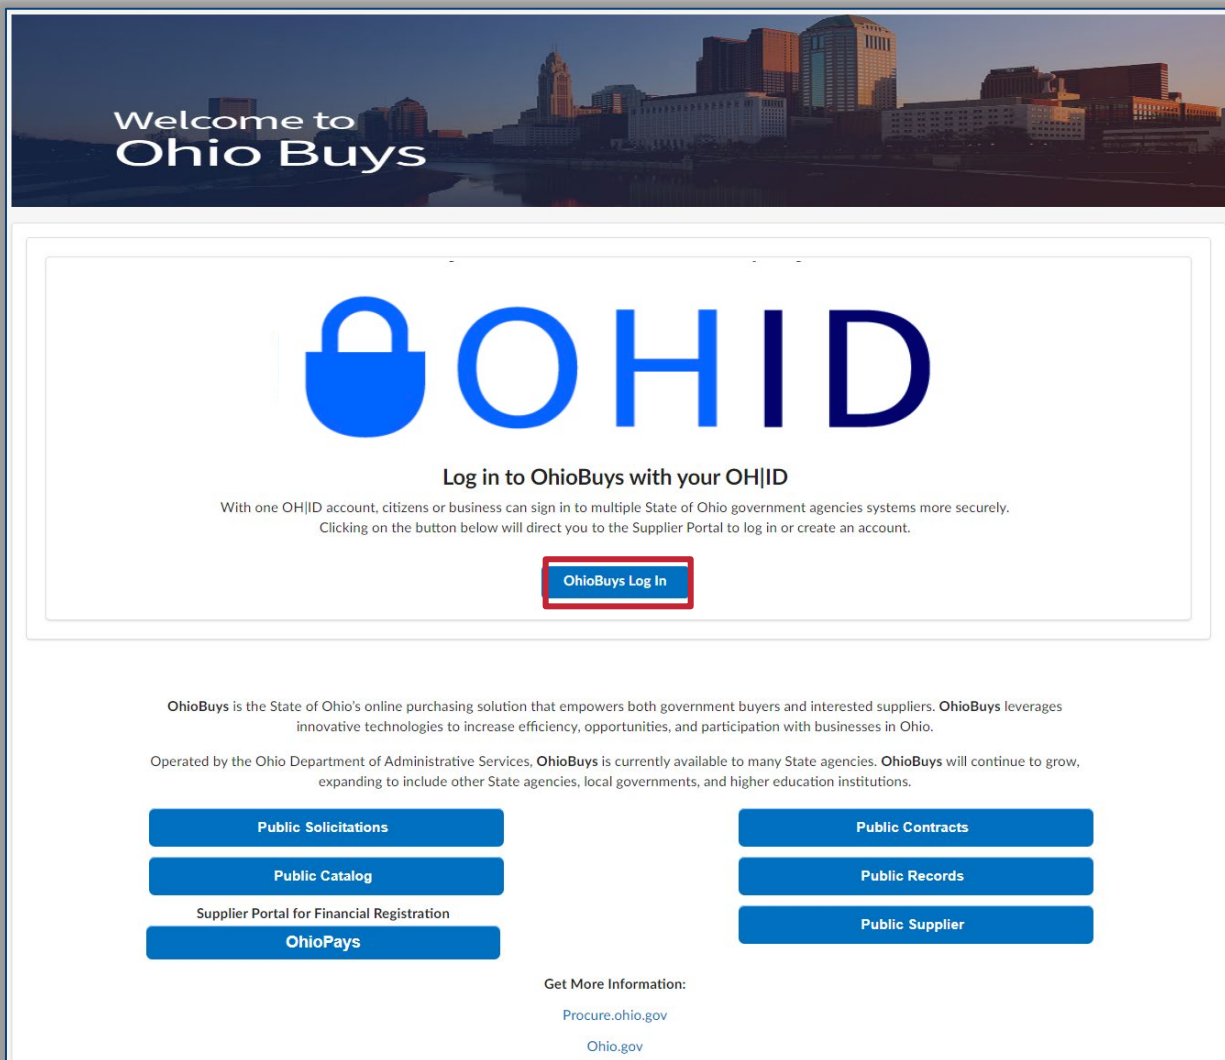 Welcome to
Ohio Buys
OHID
Log in to OhioBuys with your OH|ID
With one OH|ID account, citizens or business can sign in to multiple State of Ohio government agencies systems more securely.
Clicking on the button below will direct you to the Supplier Portal to log in or create an account.
OhioBuys Log In
OhioBuys is the State of Ohio's online purchasing solution that empowers both government buyers and interested suppliers. OhioBuys leverages
innovative technologies to increase efficiency, opportunities, and participation with businesses in Ohio.
Operated by the Ohio Department of Administrative Services, OhioBuys is currently available to many State agencies. OhioBuys will continue to grow,
expanding to include other State agencies, local governments, and higher education institutions.
Public Solicitations
Public Contracts
Public Catalog
Public Records
Supplier Portal for Financial Registration
OhioPays
Public Supplier
Get More Information:
Procure.ohio.gov
Ohio.gov